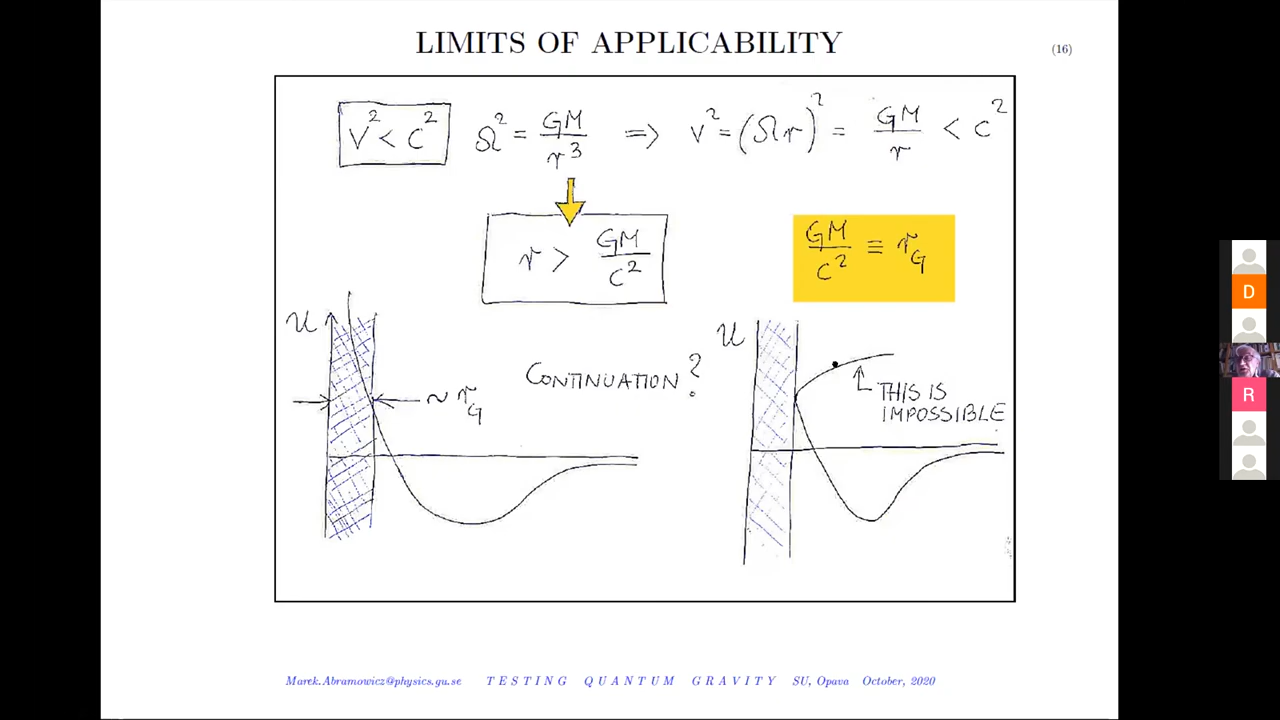 LIMITS OF APPLICABILITY
(16)
V² < C² Ω² = GM/r³ ⇒ v² = (Ωr)² = GM/r < C²
r > GM/C²
GM/C² ≡ r_G
U
CONTINUATION?
~ r_G
U
THIS IS
IMPOSSIBLE
Marek.Abramowicz@physics.gu.se TESTING QUANTUM GRAVITY SU, Opava October, 2020
D
R